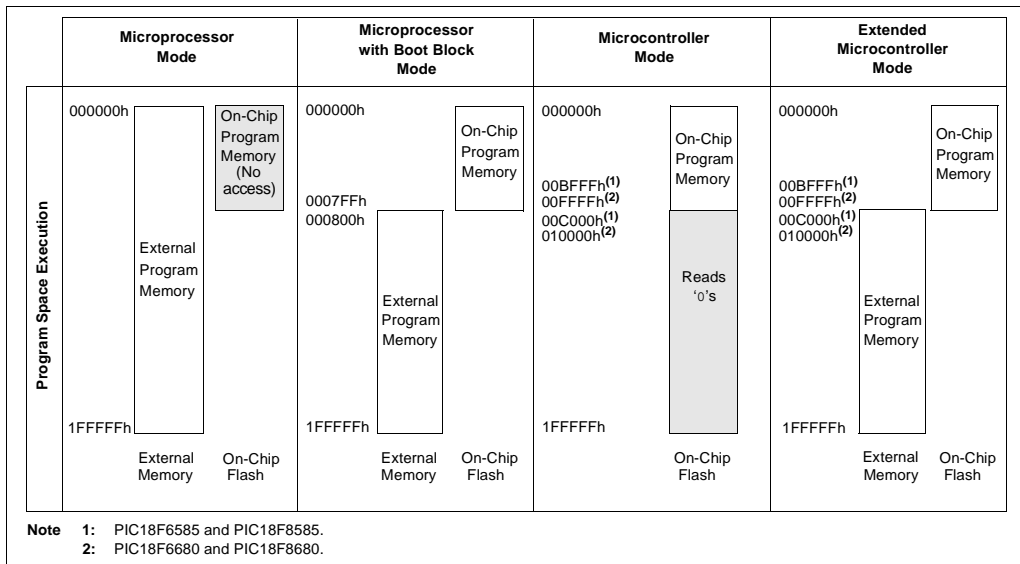 Microprocessor
Mode
Microprocessor
with Boot Block
Mode
Microcontroller
Mode
Extended
Microcontroller
Mode
Program Space Execution
000000h
1FFFFFh
External
Program
Memory
On-Chip
Program
Memory
(No
access)
External
Memory
On-Chip
Flash
000000h
0007FFh
000800h
1FFFFFh
On-Chip
Program
Memory
External
Program
Memory
External
Memory
On-Chip
Flash
000000h
00BFFFh(1)
00FFFFh(2)
00C000h(1)
010000h(2)
1FFFFFh
On-Chip
Program
Memory
Reads
‘0’s
On-Chip
Flash
000000h
00BFFFh(1)
00FFFFh(2)
00C000h(1)
010000h(2)
1FFFFFh
On-Chip
Program
Memory
External
Program
Memory
External
Memory
On-Chip
Flash
Note 1: PIC18F6585 and PIC18F8585.
2: PIC18F6680 and PIC18F8680.